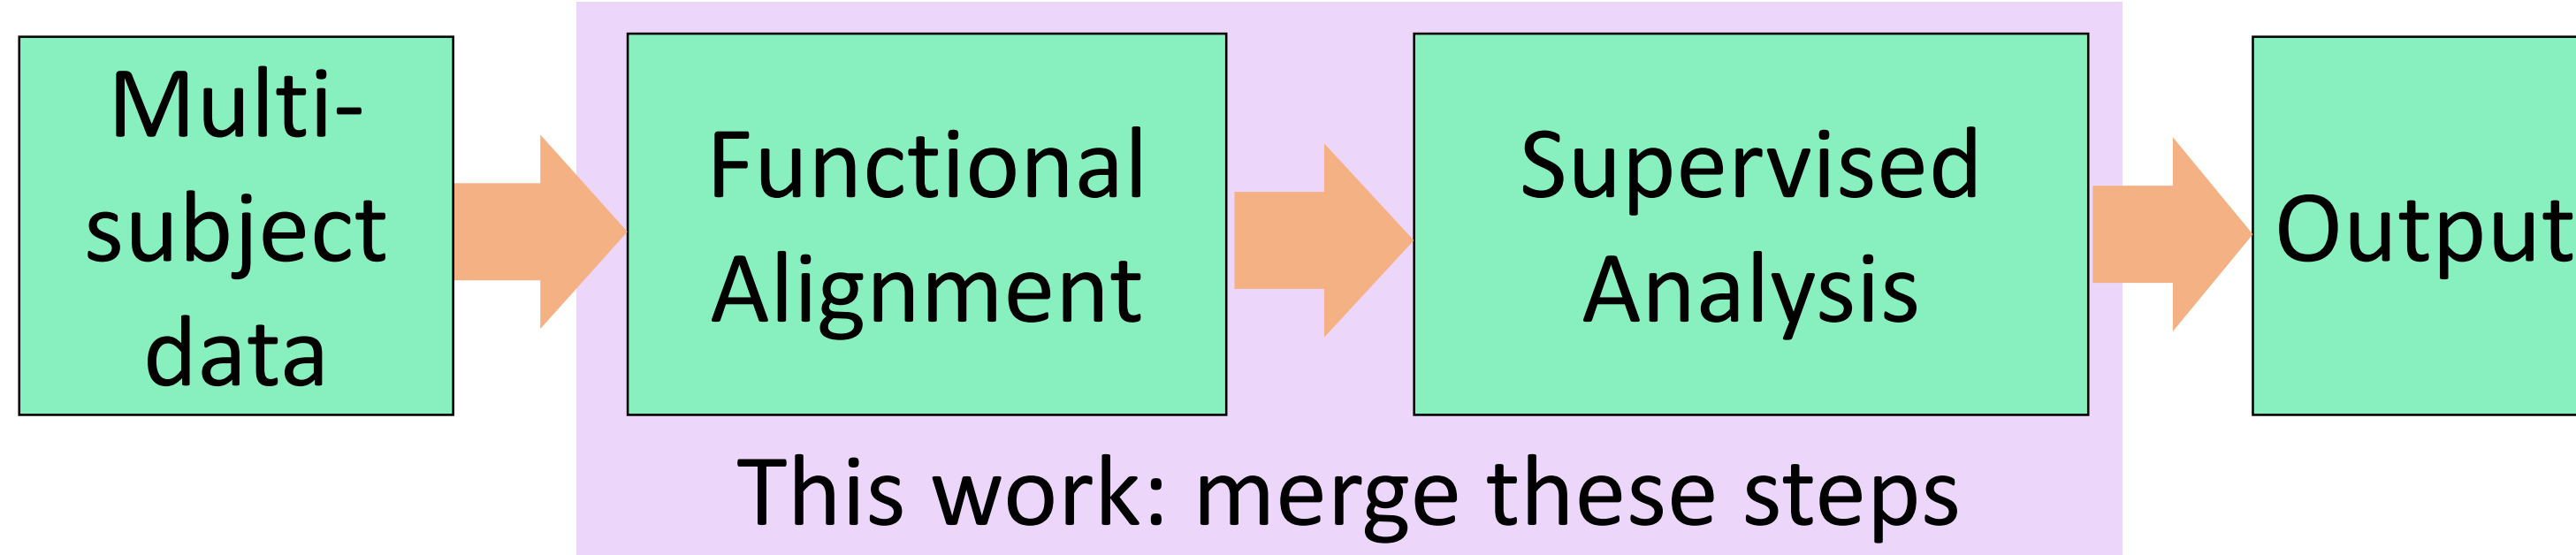 Multi-
subject
data
Functional
Alignment
Supervised
Analysis
Output
This work: merge these steps